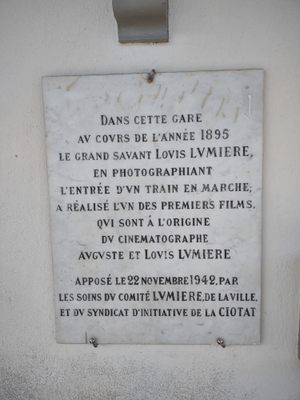 DANS CETTE GARE
AV COVRS DE L'ANNÉE 1895
LE GRAND SAVANT LOVIS LVMIERE,
EN PHOTOGRAPHIANT
L'ENTRÉE D'VN TRAIN EN MARCHE;
A RÉALISÉ L'VN DES PREMIERS FILMS,
QVI SONT À L'ORIGINE
DV CINEMATOGRAPHE
AVGVSTE ET LOVIS LVMIERE
APPOSÉ LE 22 NOVEMBRE 1942, PAR
LES SOINS DV COMITÉ LVMIERE, DE LA VILLE,
ET DV SYNDICAT D'INITIATIVE DE LA CIOTAT